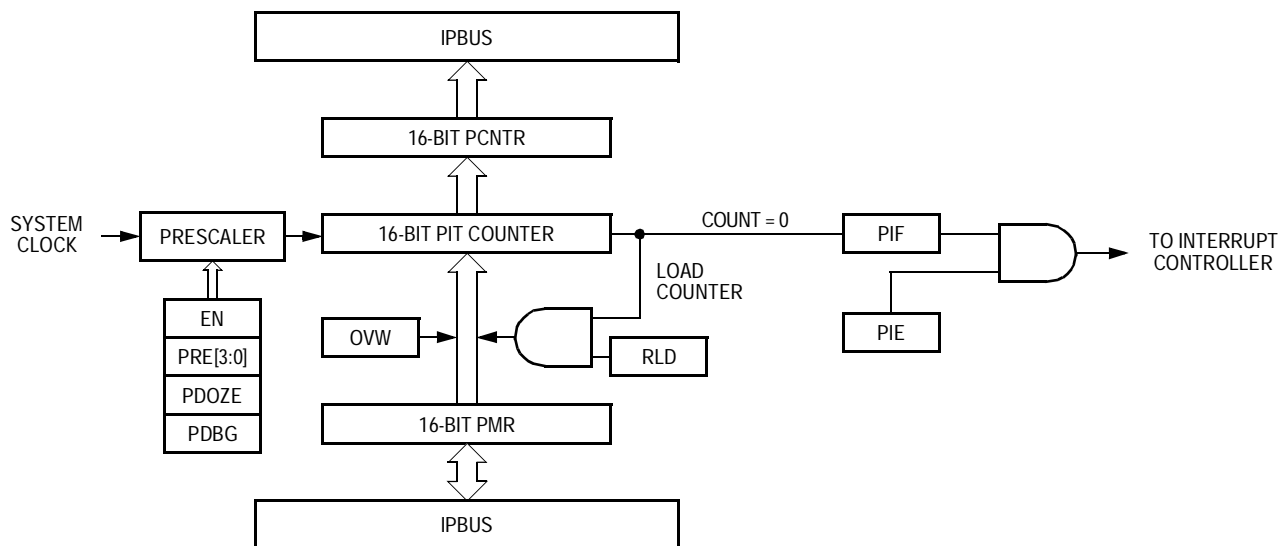 IPBUS
16-BIT PCNTR
SYSTEM
CLOCK
PRESCALER
16-BIT PIT COUNTER
COUNT = 0
PIF
TO INTERRUPT
CONTROLLER
LOAD
COUNTER
EN
PRE[3:0]
PDOZE
PDBG
OVW
RLD
PIE
16-BIT PMR
IPBUS